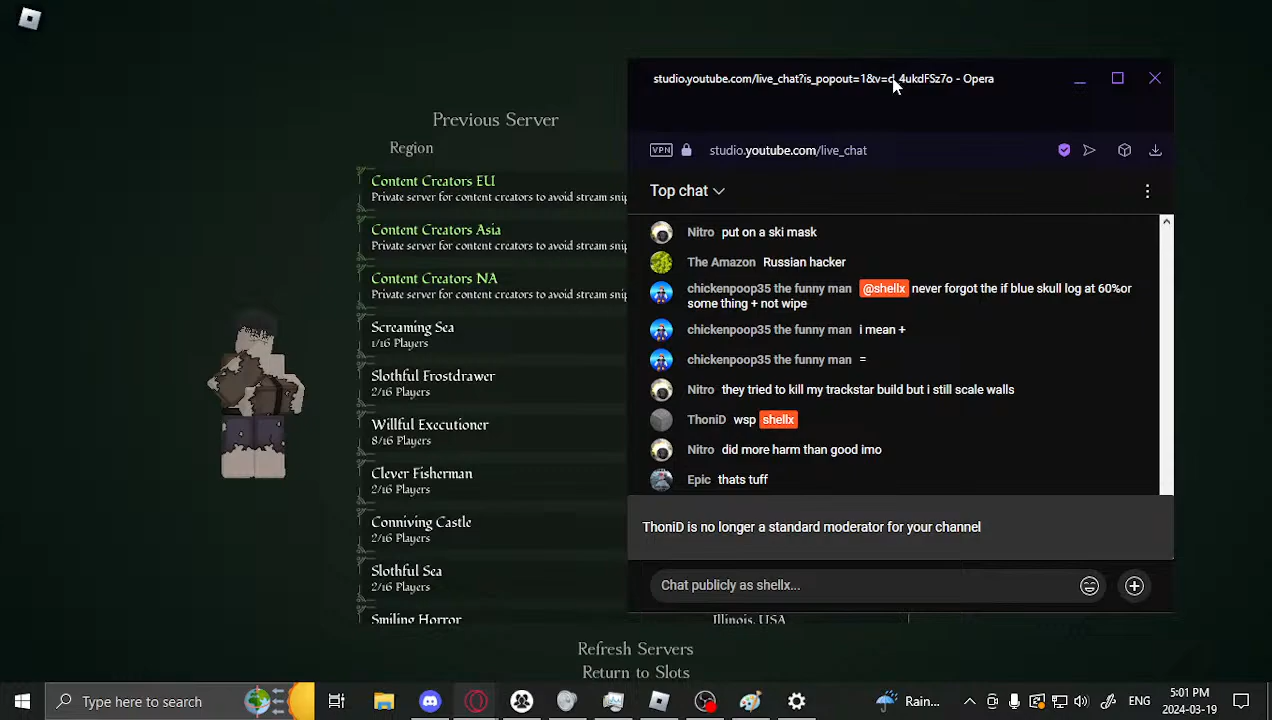 Previous Server
Region
Content Creators EU
Private server for content creators to avoid stream sni
Content Creators Asia
Private server for content creators to avoid stream sni
Content Creators NA
Private server for content creators to avoid stream sni
Screaming Sea
1/16 Players
Slothful Frostdrawer
2/16 Players
Willful Executioner
8/16 Players
Clever Fisherman
2/16 Players
Conniving Castle
2/16 Players
Slothful Sea
2/16 Players
Smiling Horror
Illinois, USA
Refresh Servers
Return to Slots
studio.youtube.com/live_chat?is_popout=1&v=d_4ukdFSz7o - Opera
VPN studio.youtube.com/live_chat
Top chat
Nitro put on a ski mask
The Amazon Russian hacker
chickenpoop35 the funny man @shellx never forgot the if blue skull log at 60%or
some thing + not wipe
chickenpoop35 the funny man i mean +
chickenpoop35 the funny man =
Nitro they tried to kill my trackstar build but i still scale walls
ThoniD wsp shellx
Nitro did more harm than good imo
Epic thats tuff
ThoniD is no longer a standard moderator for your channel
Chat publicly as shellx...
Type here to search
Rain...
ENG
5:01 PM
2024-03-19